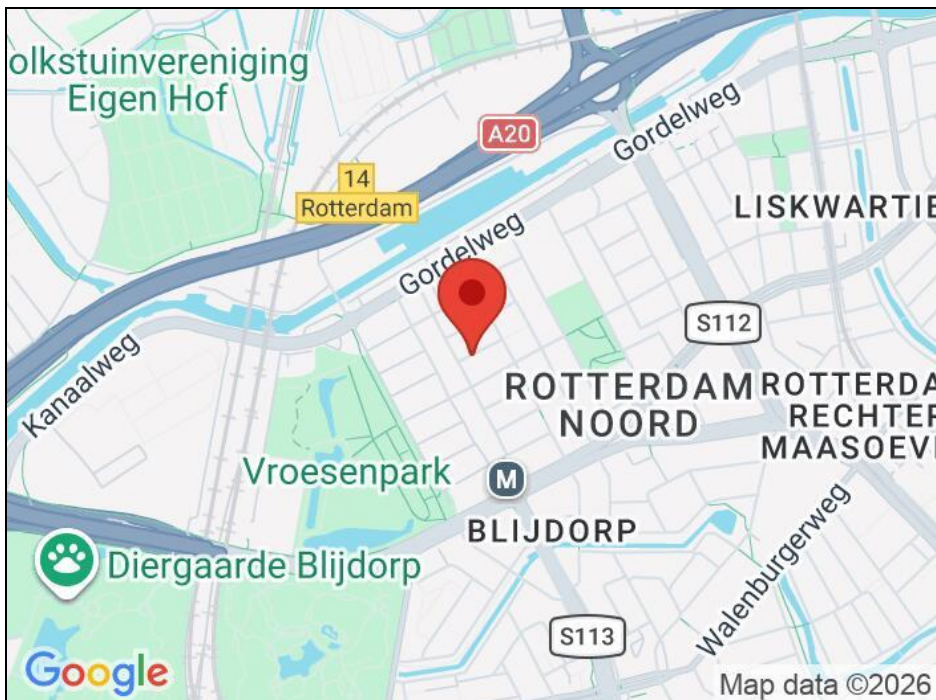 olkstuinvereniging
Eigen Hof
A20
Gordelweg
14
Rotterdam
LISKWARTIE
Gordelweg
S112
Kanaalweg
ROTTERDAM
NOORD
ROTTERDA
RECHTER
MAASOEVE
Vroesenpark
M
BLIJDORP
Walenburgerweg
Diergaarde Blijdorp
S113
Google
Map data ©2026